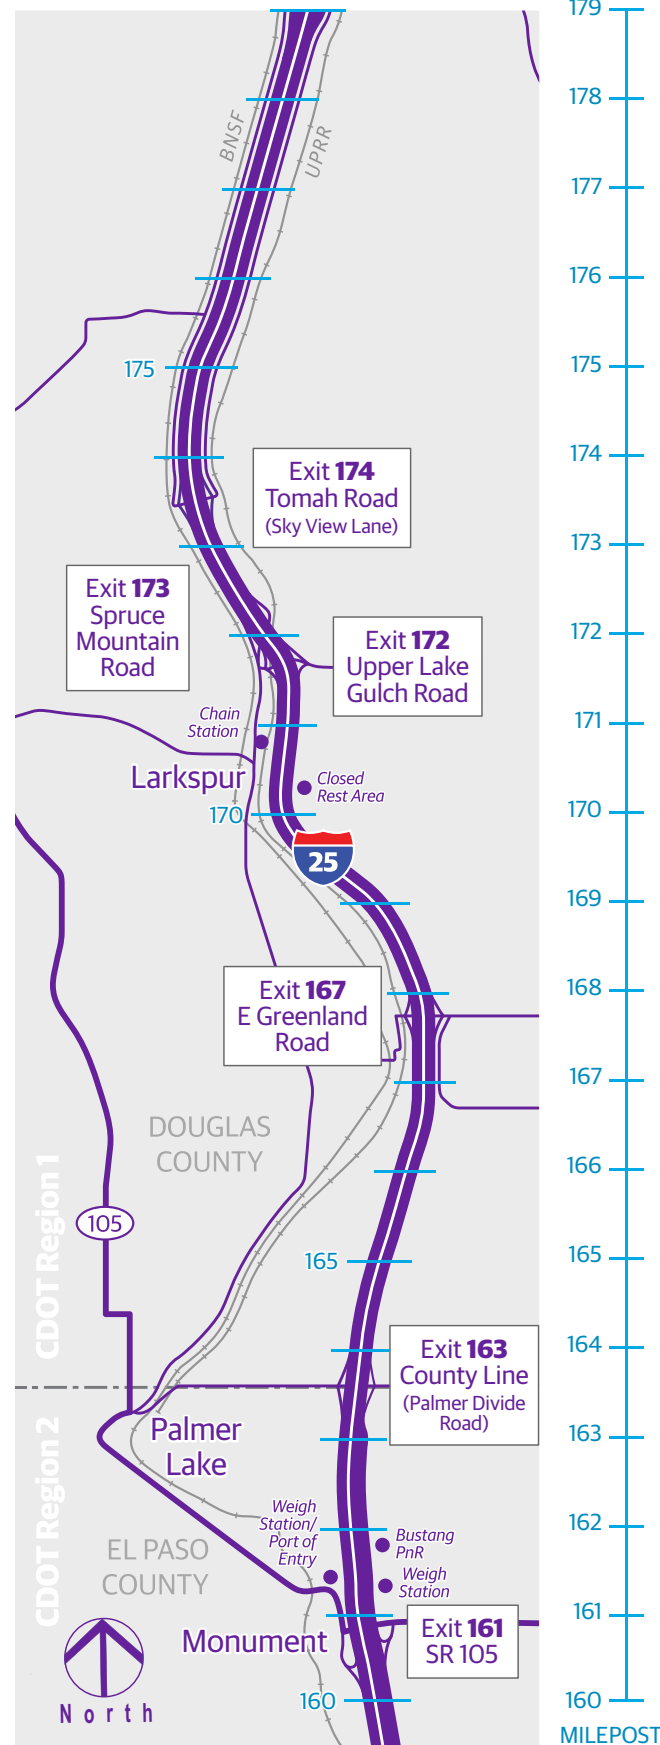 179
178
BNSF
UPRR
177
176
175
175
174
Exit 174
Tomah Road
(Sky View Lane)
173
Exit 173
Spruce
Mountain
Road
172
Exit 172
Upper Lake
Gulch Road
Chain
Station
171
Larkspur
Closed
Rest Area
170
170
25
169
Exit 167
E Greenland
Road
168
167
DOUGLAS
COUNTY
166
CDOT Region 1
105
165
165
164
Exit 163
County Line
(Palmer Divide
Road)
163
Palmer
Lake
CDOT Region 2
Weigh
Station/
Port of
Entry
162
Bustang
PnR
EL PASO
COUNTY
Weigh
Station
161
Exit 161
SR 105
Monument
North
160
160
MILEPOST